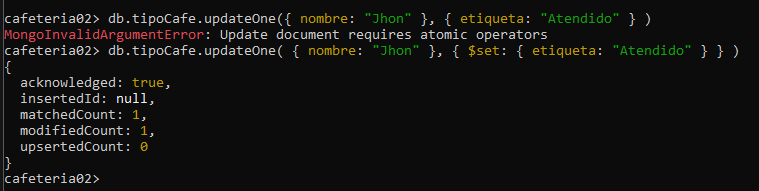 cafeteria02> db.tipoCafe.updateOne({ nombre: "Jhon" }, { etiqueta: "Atendido" } )
MongoInvalidArgumentError: Update document requires atomic operators
cafeteria02> db.tipoCafe.updateOne( { nombre: "Jhon" }, { $set: { etiqueta: "Atendido" } } )
{
  acknowledged: true,
  insertedId: null,
  matchedCount: 1,
  modifiedCount: 1,
  upsertedCount: 0
}
cafeteria02>